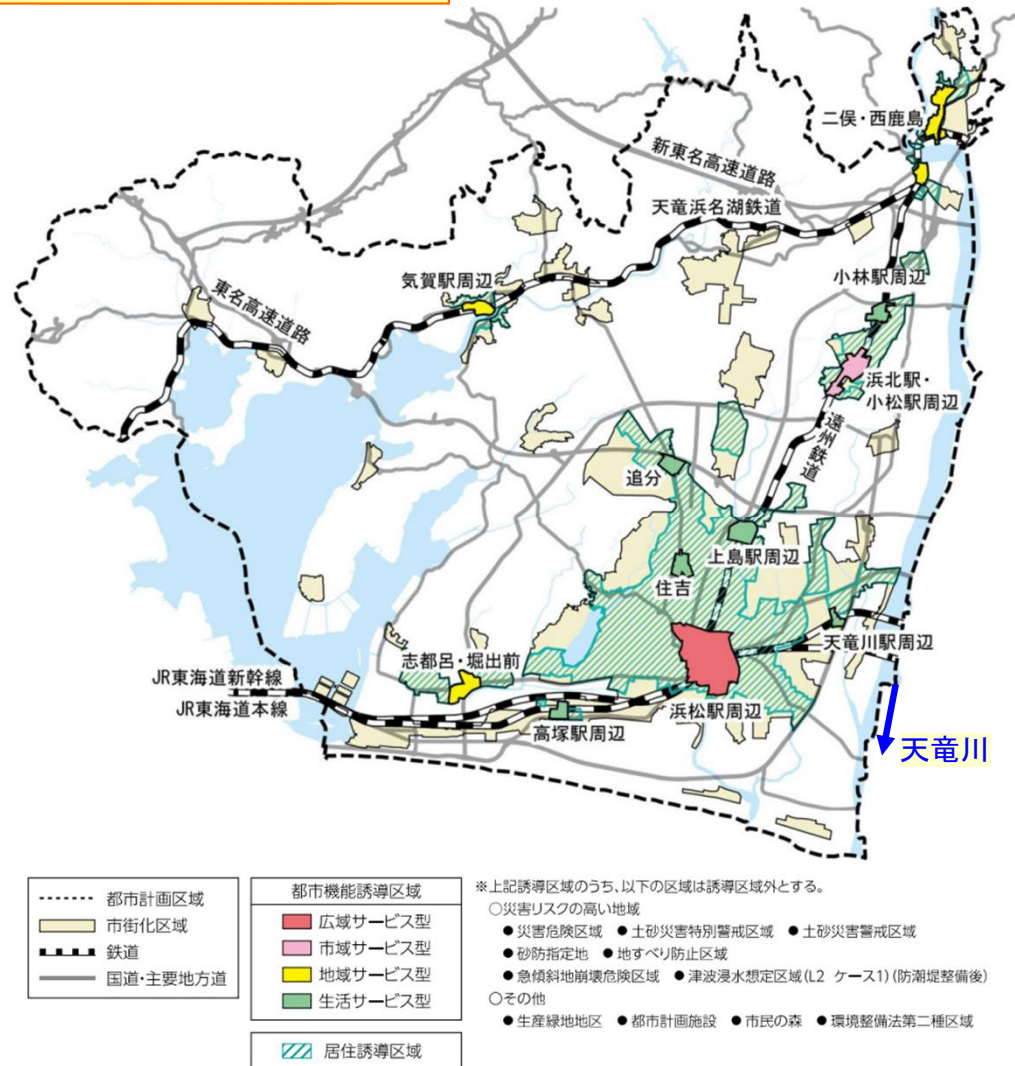 二俣・西鹿島
新東名高速道路
天竜浜名湖鉄道
気賀駅周辺
小林駅周辺
東名高速道路
浜北駅・
小松駅周辺
遠州鉄道
追分
上島駅周辺
住吉
天竜川駅周辺
志都呂・堀出前
JR東海道新幹線
JR東海道本線
浜松駅周辺
高塚駅周辺
天竜川
都市計画区域
市街化区域
鉄道
国道・主要地方道
都市機能誘導区域
広域サービス型
市域サービス型
地域サービス型
生活サービス型
居住誘導区域
※上記誘導区域のうち、以下の区域は誘導区域外とする。
○災害リスクの高い地域
●災害危険区域 ●土砂災害特別警戒区域 ●土砂災害警戒区域
●砂防指定地 ●地すべり防止区域
●急傾斜地崩壊危険区域 ●津波浸水想定区域(L2 ケース1)(防潮堤整備後)
○その他
●生産緑地地区 ●都市計画施設 ●市民の森 ●環境整備法第二種区域